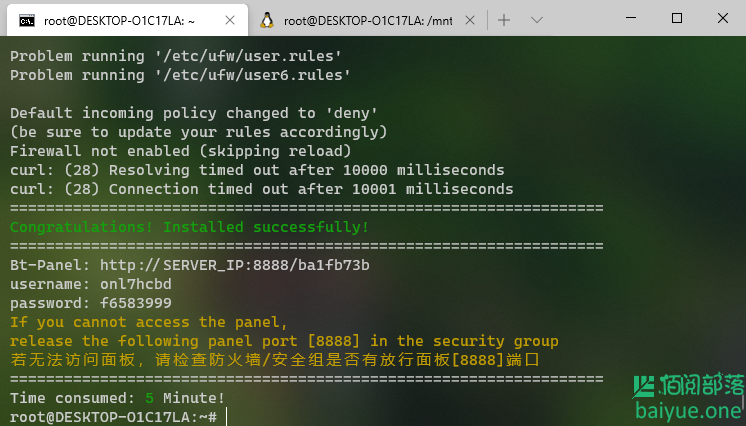 root@DESKTOP-O1C17LA: ~
root@DESKTOP-O1C17LA: /mnt
Problem running '/etc/ufw/user.rules'
Problem running '/etc/ufw/user6.rules'
Default incoming policy changed to 'deny'
(be sure to update your rules accordingly)
Firewall not enabled (skipping reload)
curl: (28) Resolving timed out after 10000 milliseconds
curl: (28) Connection timed out after 10001 milliseconds
==================================================================
Congratulations! Installed successfully!
==================================================================
Bt-Panel: http://SERVER_IP:8888/ba1fb73b
username: onl7hcbd
password: f6583999
If you cannot access the panel,
release the following panel port [8888] in the security group
若无法访问面板，请检查防火墙/安全组是否有放行面板[8888]端口
==================================================================
Time consumed: 5 Minute!
root@DESKTOP-O1C17LA:~#
佰阅部落
baiyue.one